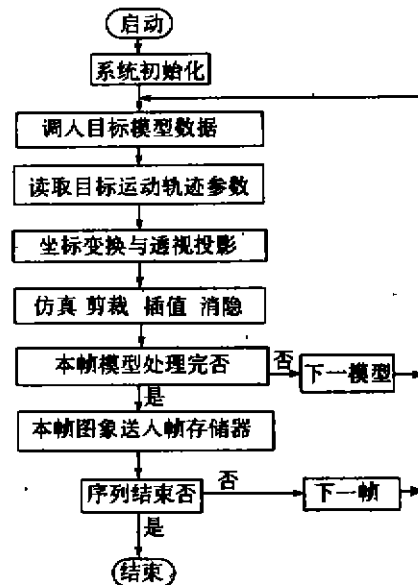 启动
系统初始化
调入目标模型数据
读取目标运动轨迹参数
坐标变换与透视投影
仿真 剪裁 插值 消隐
本帧模型处理完否
否
下一模型
是
本帧图象送入帧存储器
序列结束否
否
下一帧
是
结束